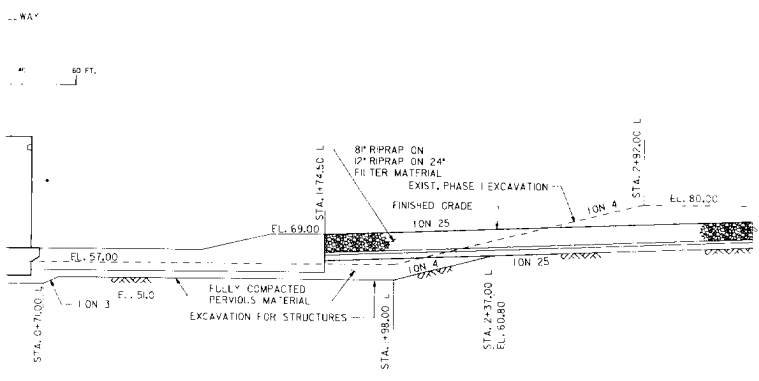 60 FT.
81" RIPRAP ON
12" RIPRAP ON 24"
FILTER MATERIAL
EXIST. PHASE I EXCAVATION
FINISHED GRADE
1 ON 25
1 ON 4
EL. 80.00
STA. 1+74.50 L
STA. 2+92.00 L
EL. 69.00
EL. 57.00
1 ON 4
1 ON 25
1 ON 3
EL. 51.0
FULLY COMPACTED
PERVIOUS MATERIAL
EXCAVATION FOR STRUCTURES
STA. 0+71.00 L
STA. 1+98.00 L
STA. 2+37.00 L
EL. 60.80